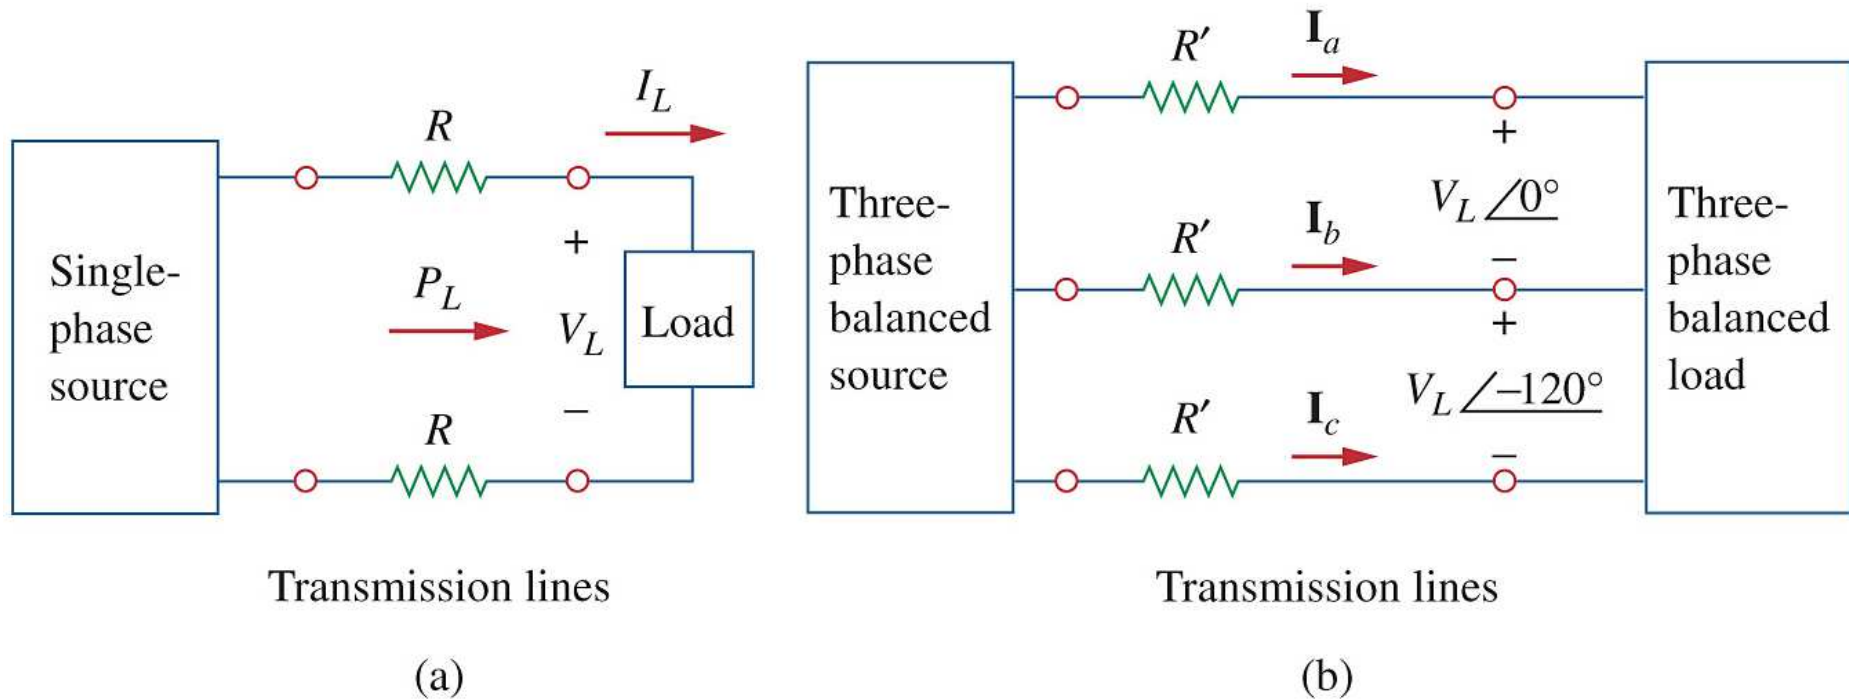 Single-
phase
source
R
I_L
P_L
+
V_L
−
Load
R
Transmission lines
(a)
Three-
phase
balanced
source
R′
I_a
+
V_L ∠0°
−
R′
I_b
+
V_L ∠−120°
−
R′
I_c
Three-
phase
balanced
load
Transmission lines
(b)